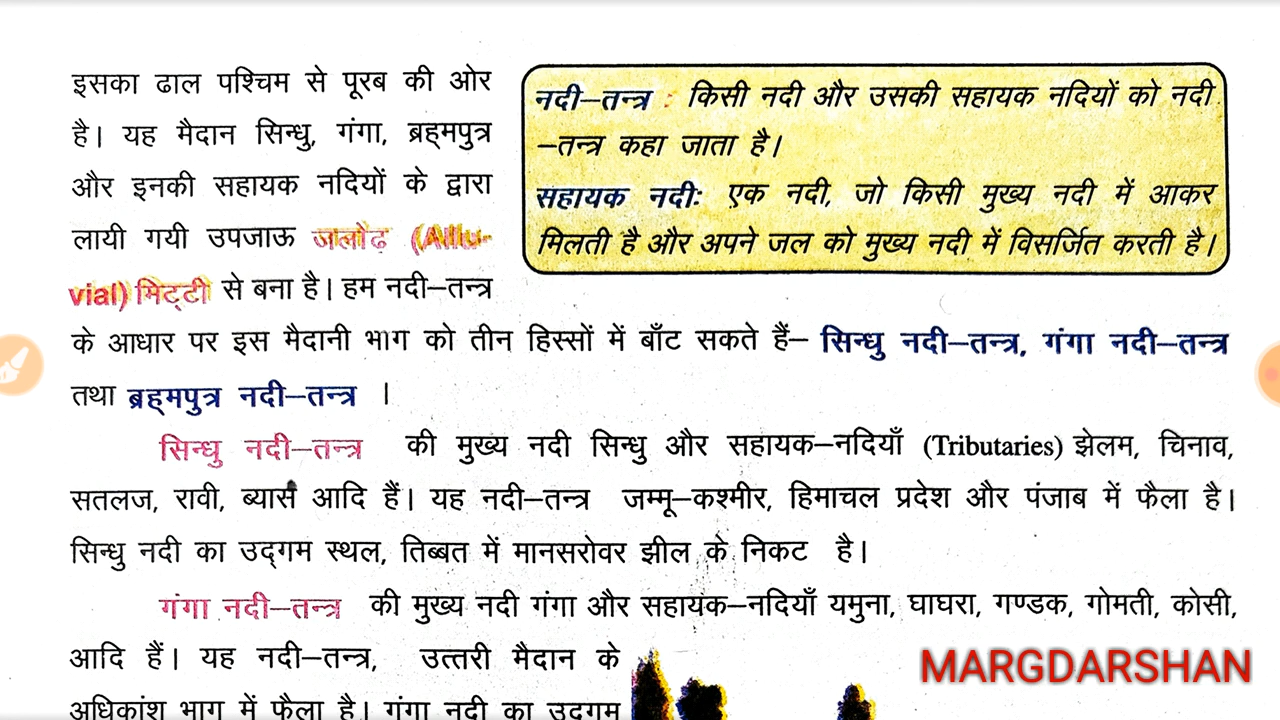 इसका ढाल पश्चिम से पूरब की ओर
है। यह मैदान सिन्धु, गंगा, ब्रह्मपुत्र
और इनकी सहायक नदियों के द्वारा
लायी गयी उपजाऊ जलोढ़ (Allu-
vial) मिट्टी से बना है। हम नदी–तन्त्र
नदी–तन्त्र : किसी नदी और उसकी सहायक नदियों को नदी
–तन्त्र कहा जाता है।
सहायक नदी: एक नदी, जो किसी मुख्य नदी में आकर
मिलती है और अपने जल को मुख्य नदी में विसर्जित करती है।
के आधार पर इस मैदानी भाग को तीन हिस्सों में बाँट सकते हैं– सिन्धु नदी–तन्त्र, गंगा नदी–तन्त्र
तथा ब्रह्मपुत्र नदी–तन्त्र ।
सिन्धु नदी–तन्त्र की मुख्य नदी सिन्धु और सहायक–नदियाँ (Tributaries) झेलम, चिनाव,
सतलज, रावी, ब्यास आदि हैं। यह नदी–तन्त्र जम्मू–कश्मीर, हिमाचल प्रदेश और पंजाब में फैला है।
सिन्धु नदी का उद्गम स्थल, तिब्बत में मानसरोवर झील के निकट है।
गंगा नदी–तन्त्र की मुख्य नदी गंगा और सहायक–नदियाँ यमुना, घाघरा, गण्डक, गोमती, कोसी,
आदि हैं। यह नदी–तन्त्र, उत्तरी मैदान के
अधिकांश भाग में फैला है। गंगा नदी का उद्गम
MARGDARSHAN